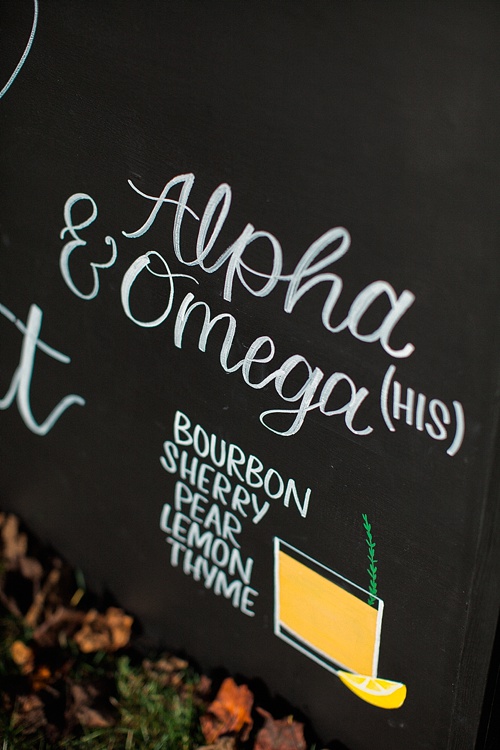 Alpha
& Omega (HIS)
BOURBON
SHERRY
PEAR
LEMON
THYME